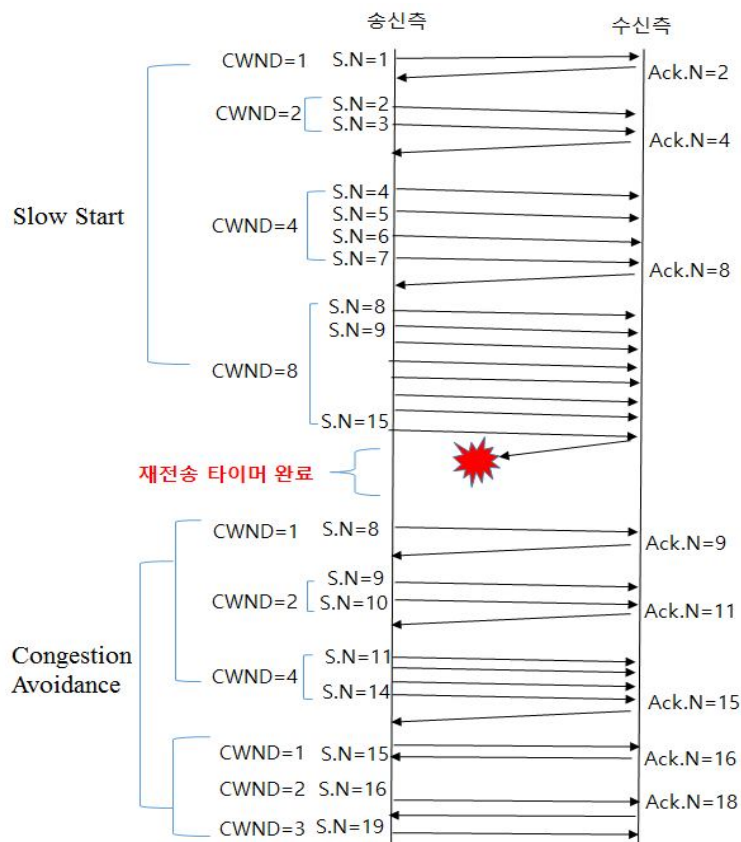 송신측
수신측
CWND=1
S.N=1
Ack.N=2
CWND=2
S.N=2
S.N=3
Ack.N=4
Slow Start
CWND=4
S.N=4
S.N=5
S.N=6
S.N=7
Ack.N=8
CWND=8
S.N=8
S.N=9
S.N=15
재전송 타이머 완료
CWND=1
S.N=8
Ack.N=9
CWND=2
S.N=9
S.N=10
Ack.N=11
Congestion
Avoidance
CWND=4
S.N=11
S.N=14
Ack.N=15
CWND=1
S.N=15
Ack.N=16
CWND=2
S.N=16
Ack.N=18
CWND=3
S.N=19